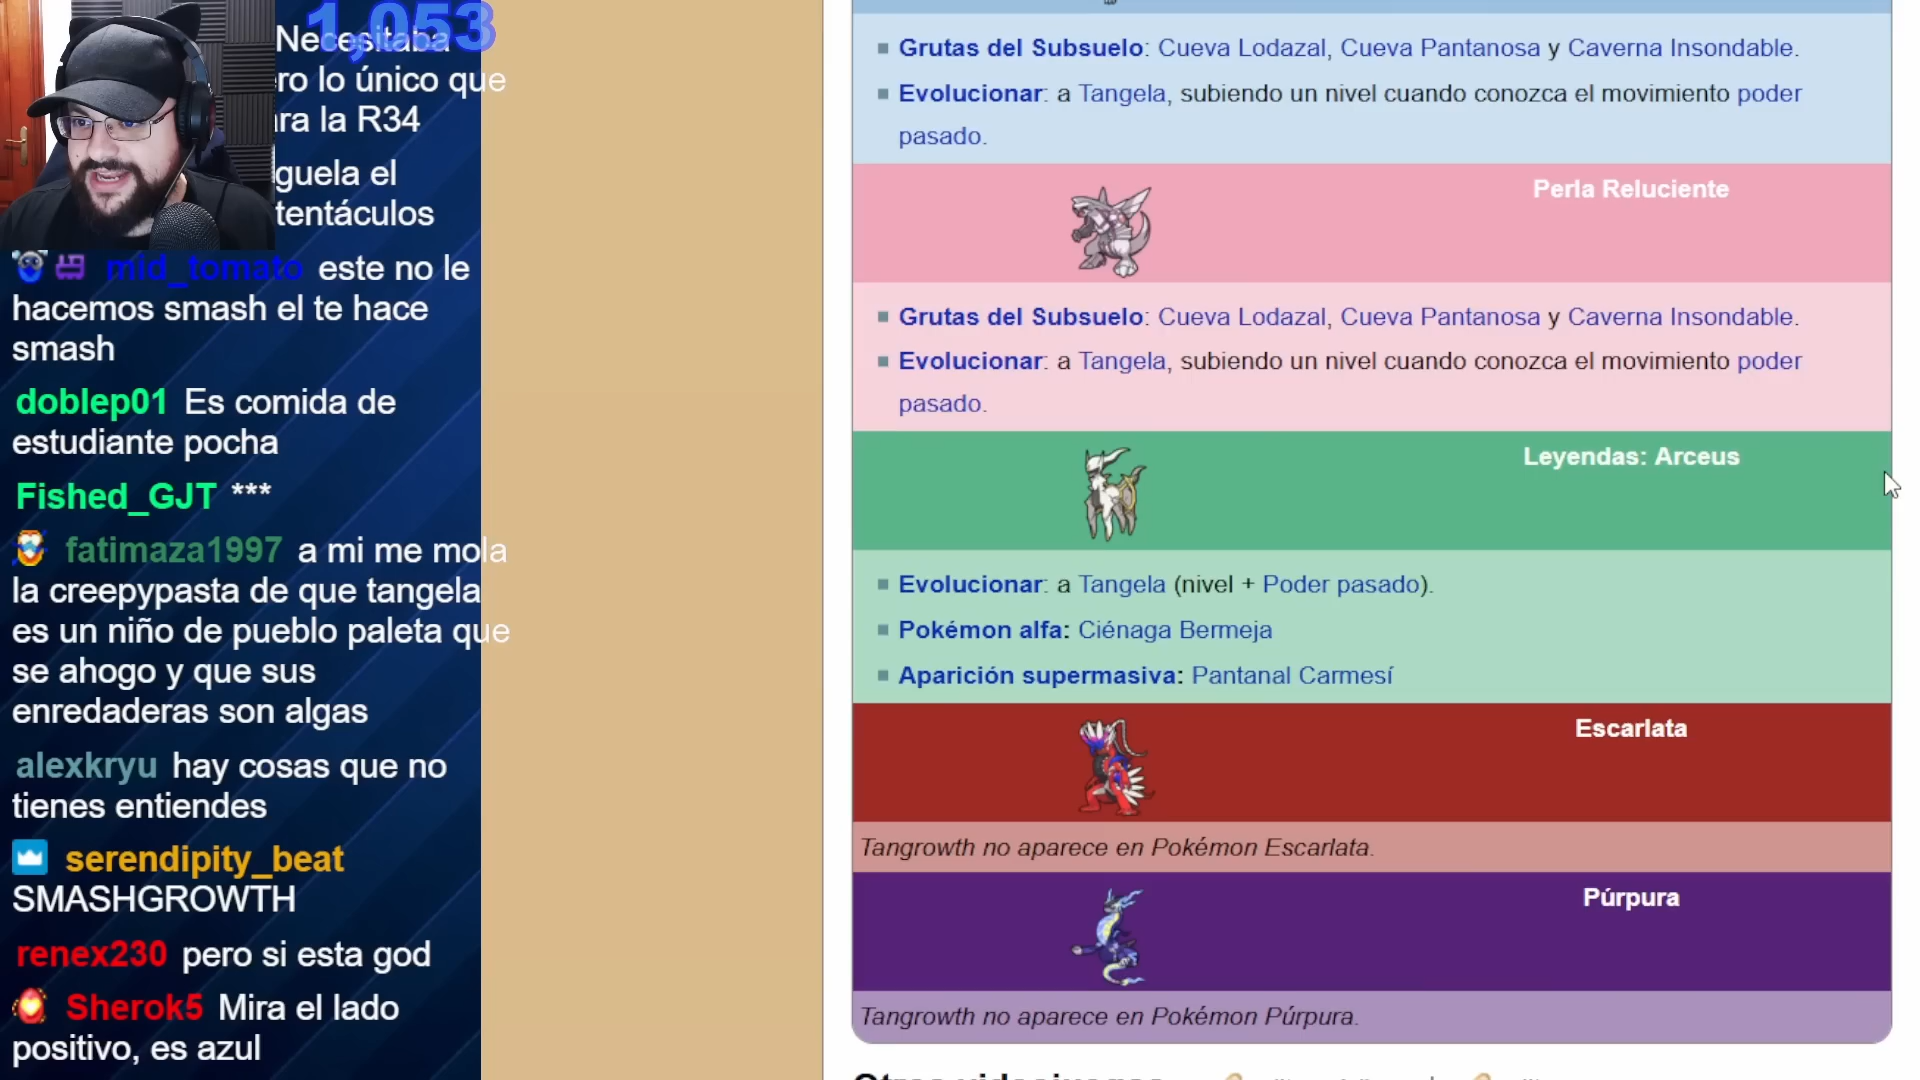 1,053
Necesitaba
ro lo único que
ra la R34
guela el
tentáculos
mid_tomato este no le
hacemos smash el te hace
smash
doblep01 Es comida de
estudiante pocha
Fished_GJT ***
fatimaza1997 a mi me mola
la creepypasta de que tangela
es un niño de pueblo paleta que
se ahogo y que sus
enredaderas son algas
alexkryu hay cosas que no
tienes entiendes
serendipity_beat
SMASHGROWTH
renex230 pero si esta god
Sherok5 Mira el lado
positivo, es azul
Grutas del Subsuelo: Cueva Lodazal, Cueva Pantanosa y Caverna Insondable.
Evolucionar: a Tangela, subiendo un nivel cuando conozca el movimiento poder
pasado.
Perla Reluciente
Grutas del Subsuelo: Cueva Lodazal, Cueva Pantanosa y Caverna Insondable.
Evolucionar: a Tangela, subiendo un nivel cuando conozca el movimiento poder
pasado.
Leyendas: Arceus
Evolucionar: a Tangela (nivel + Poder pasado).
Pokémon alfa: Ciénaga Bermeja
Aparición supermasiva: Pantanal Carmesí
Escarlata
Tangrowth no aparece en Pokémon Escarlata.
Púrpura
Tangrowth no aparece en Pokémon Púrpura.